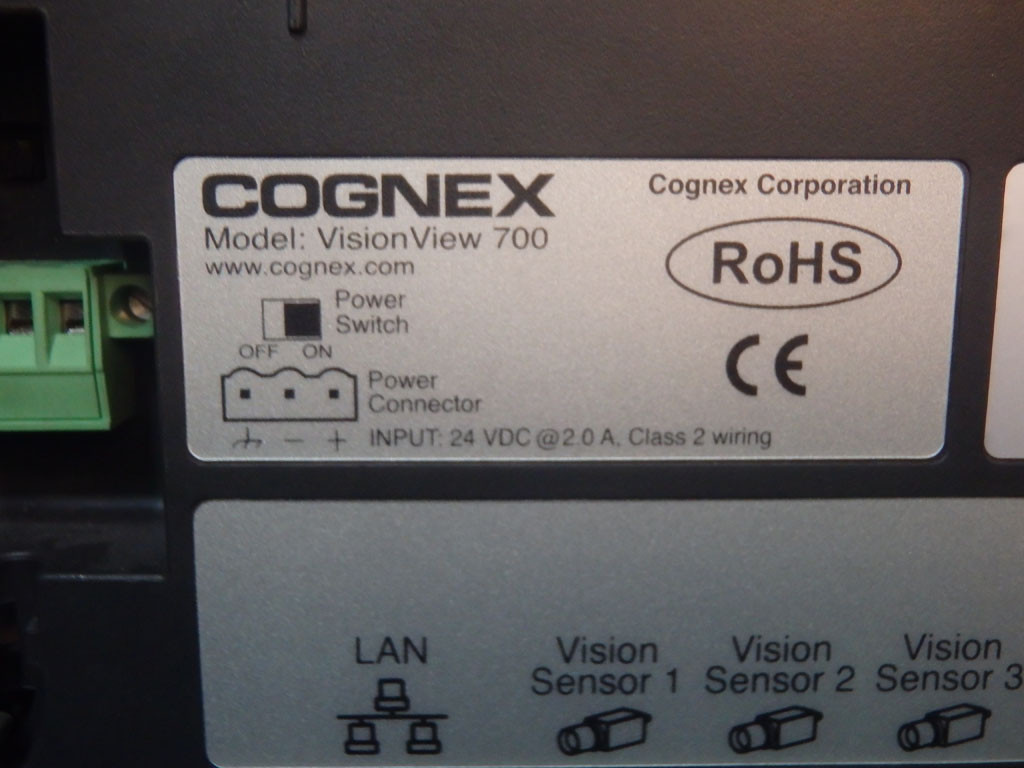 COGNEX
Cognex Corporation
Model: VisionView 700
www.cognex.com
RoHS
Power
Switch
OFF ON
CE
Power
Connector
- + INPUT: 24 VDC @2.0 A, Class 2 wiring
LAN
Vision
Sensor 1
Vision
Sensor 2
Vision
Sensor 3